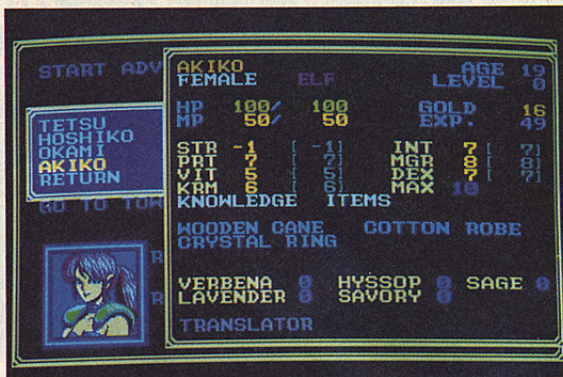 START ADV
TETSU
HOSHIKO
OKAMI
AKIKO
RETURN
GO TO TOW
R
R
AKIKO AGE 19
FEMALE ELF LEVEL 0
HP 100/ 100 GOLD 16
MP 50/ 50 EXP. 49
STR -1 [ -1] INT 7 [ 7]
PRT 7 [ 7] MGR 8 [ 8]
VIT 5 [ 5] DEX 7 [ 7]
KRM 6 [ 6] MAX 10
KNOWLEDGE ITEMS
WOODEN CANE COTTON ROBE
CRYSTAL RING
VERBENA 0 HYSSOP 0 SAGE 0
LAVENDER 0 SAVORY 0
TRANSLATOR